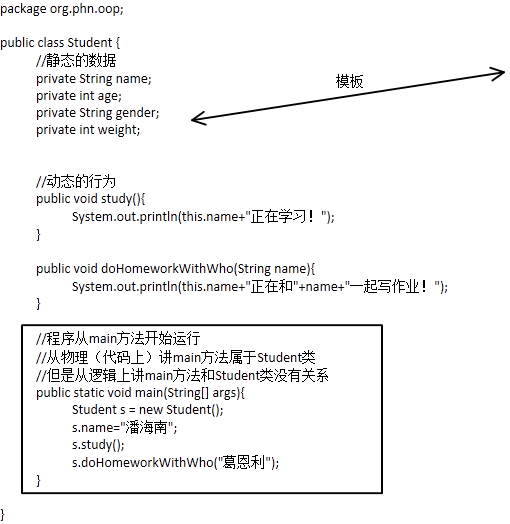 package org.phn.oop;
public class Student {
//静态的数据
private String name;
private int age;
private String gender;
private int weight;
模板
//动态的行为
public void study(){
System.out.println(this.name+"正在学习！");
}
public void doHomeworkWithWho(String name){
System.out.println(this.name+"正在和"+name+"一起写作业！");
}
//程序从main方法开始运行
//从物理（代码上）讲main方法属于Student类
//但是从逻辑上讲main方法和Student类没有关系
public static void main(String[] args){
Student s = new Student();
s.name="潘海南";
s.study();
s.doHomeworkWithWho("葛恩利");
}
}